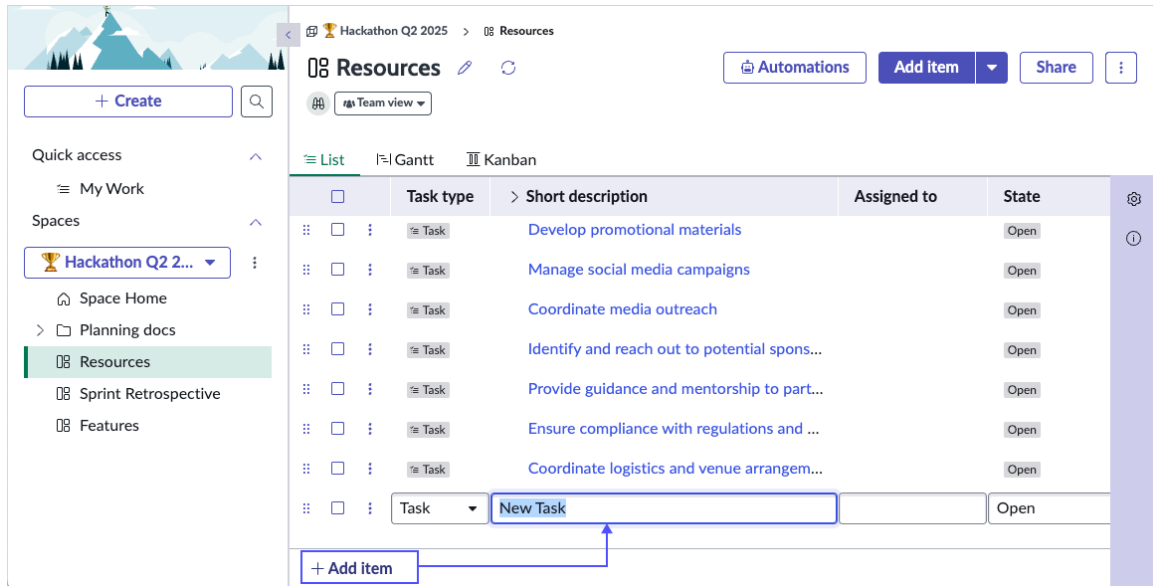 Hackathon Q2 2025 > Resources
Resources
Automations
Add item
Share
Team view
+ Create
Quick access
My Work
Spaces
Hackathon Q2 2...
Space Home
Planning docs
Resources
Sprint Retrospective
Features
List
Gantt
Kanban
Task type > Short description Assigned to State
Task Develop promotional materials Open
Task Manage social media campaigns Open
Task Coordinate media outreach Open
Task Identify and reach out to potential spons... Open
Task Provide guidance and mentorship to part... Open
Task Ensure compliance with regulations and ... Open
Task Coordinate logistics and venue arrangem... Open
Task New Task Open
+ Add item